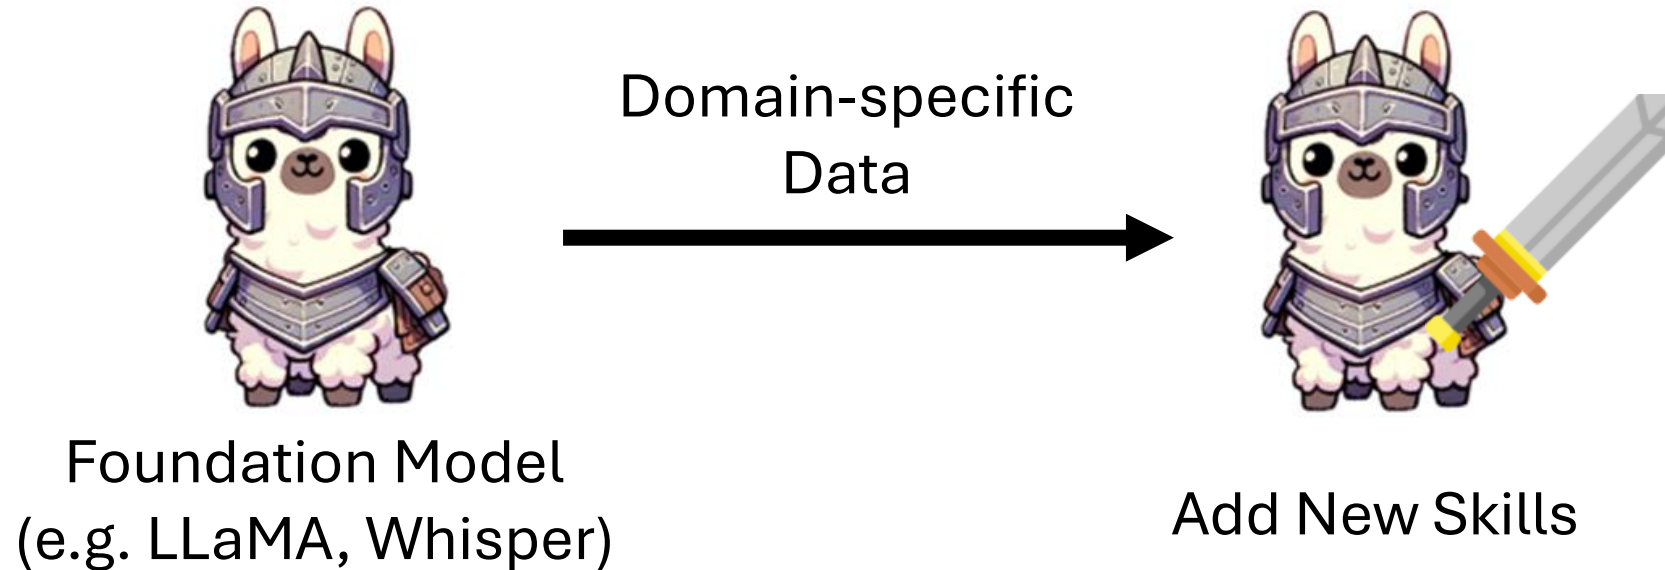 Domain-specific
Data
Foundation Model
(e.g. LLaMA, Whisper)
Add New Skills